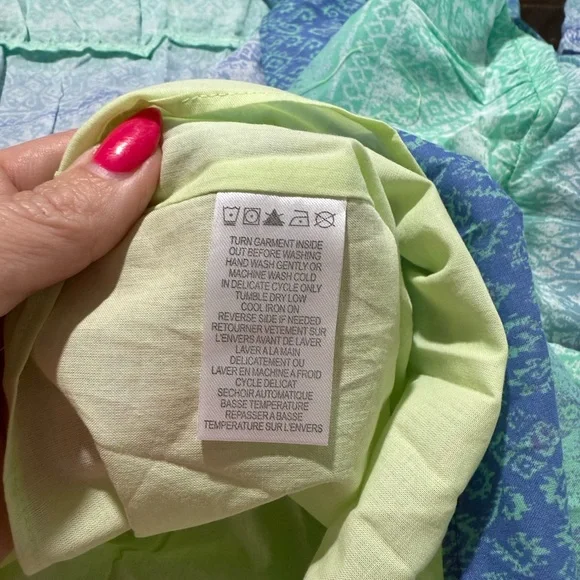 TURN GARMENT INSIDE
OUT BEFORE WASHING
HAND WASH GENTLY OR
MACHINE WASH COLD
IN DELICATE CYCLE ONLY
TUMBLE DRY LOW
COOL IRON ON
REVERSE SIDE IF NEEDED
RETOURNER VETEMENT SUR
L'ENVERS AVANT DE LAVER
LAVER A LA MAIN
DELICATEMENT OU
LAVER EN MACHINE A FROID
CYCLE DELICAT
SECHOIR AUTOMATIQUE
BASSE TEMPERATURE
REPASSER A BASSE
TEMPERATURE SUR L'ENVERS